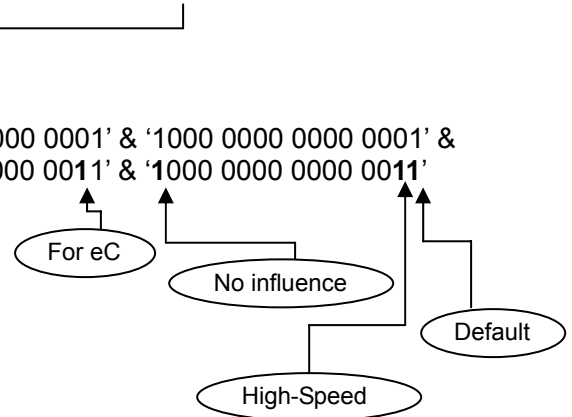 000 0001’ & ‘1000 0000 0000 0001’ &
000 0011’ & ‘1000 0000 0000 0011’
For eC
No influence
Default
High-Speed